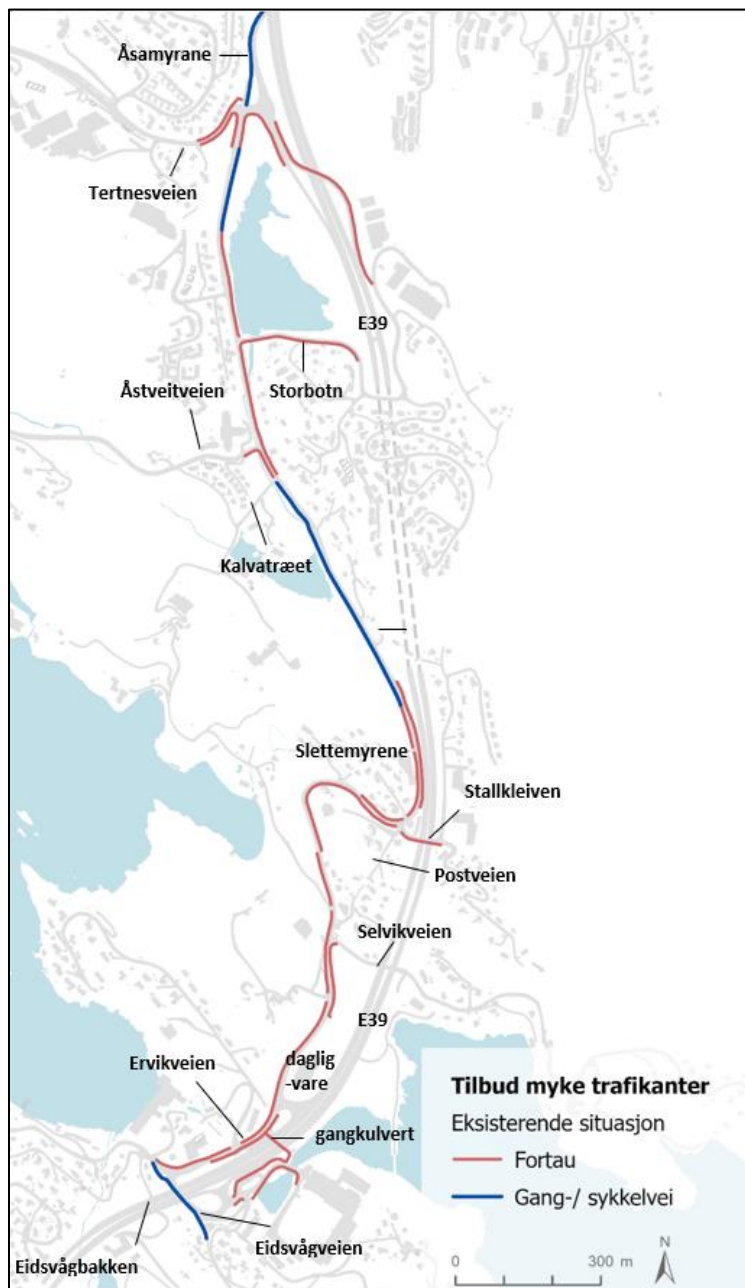 Åsamyrane
Tertnesveien
E39
Åstveitveien
Storbotn
Kalvatræet
Slettemyrene
Stallkleiven
Postveien
Selvikveien
E39
daglig
-vare
Ervikveien
gangkulvert
Eidsvågveien
Eidsvågbakken
Tilbud myke trafikanter
Eksisterende situasjon
Fortau
Gang-/ sykkelvei
0 300 m
N